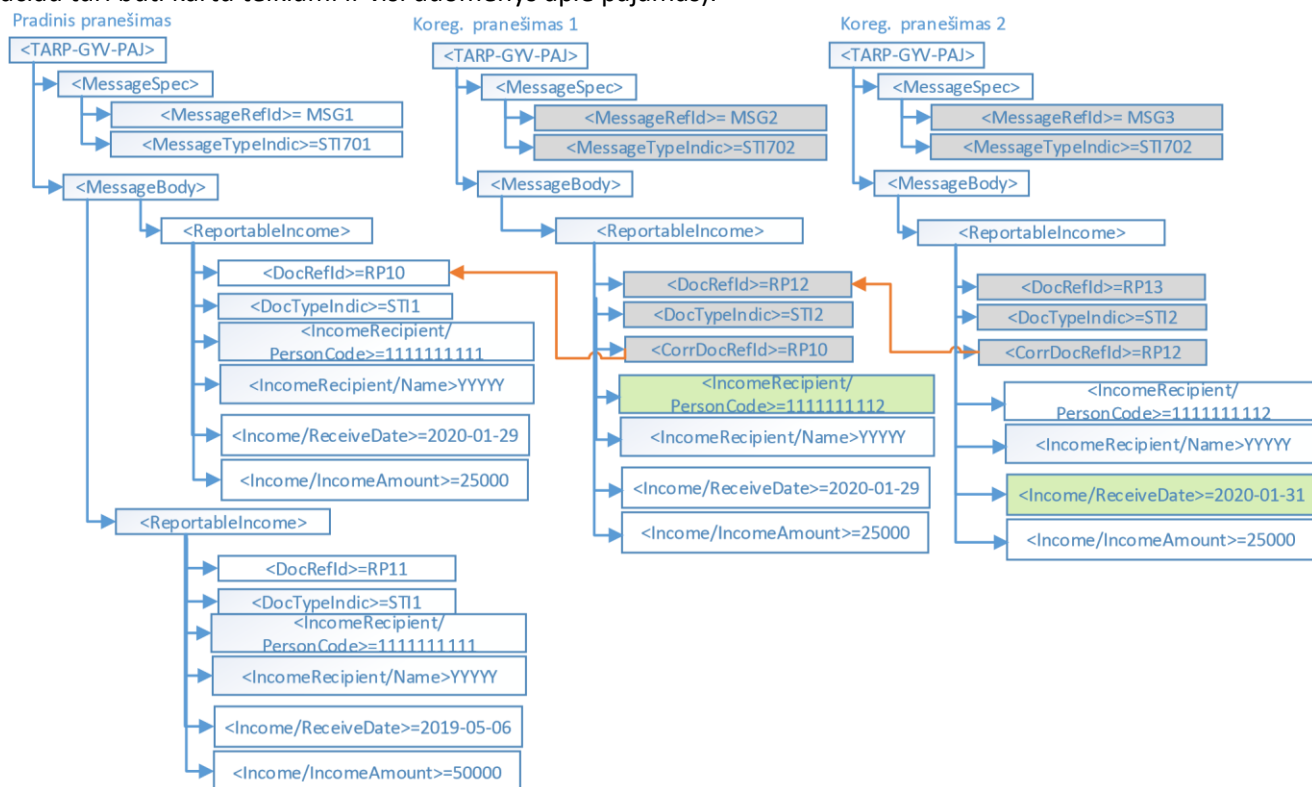 Pradinis pranešimas
<TARP-GYV-PAJ>
<MessageSpec>
<MessageRefId>= MSG1
<MessageTypeIndic>=STI701
<MessageBody>
<ReportableIncome>
<DocRefId>=RP10
<DocTypeIndic>=STI1
<IncomeRecipient/
PersonCode>=1111111111
<IncomeRecipient/Name>YYYYY
<Income/ReceiveDate>=2020-01-29
<Income/IncomeAmount>=25000
<ReportableIncome>
<DocRefId>=RP11
<DocTypeIndic>=STI1
<IncomeRecipient/
PersonCode>=1111111111
<IncomeRecipient/Name>YYYYY
<Income/ReceiveDate>=2019-05-06
<Income/IncomeAmount>=50000
Koreg. pranešimas 1
<TARP-GYV-PAJ>
<MessageSpec>
<MessageRefId>= MSG2
<MessageTypeIndic>=STI702
<MessageBody>
<ReportableIncome>
<DocRefId>=RP12
<DocTypeIndic>=STI2
<CorrDocRefId>=RP10
<IncomeRecipient/
PersonCode>=1111111112
<IncomeRecipient/Name>YYYYY
<Income/ReceiveDate>=2020-01-29
<Income/IncomeAmount>=25000
Koreg. pranešimas 2
<TARP-GYV-PAJ>
<MessageSpec>
<MessageRefId>= MSG3
<MessageTypeIndic>=STI702
<MessageBody>
<ReportableIncome>
<DocRefId>=RP13
<DocTypeIndic>=STI2
<CorrDocRefId>=RP12
<IncomeRecipient/
PersonCode>=1111111112
<IncomeRecipient/Name>YYYYY
<Income/ReceiveDate>=2020-01-31
<Income/IncomeAmount>=25000